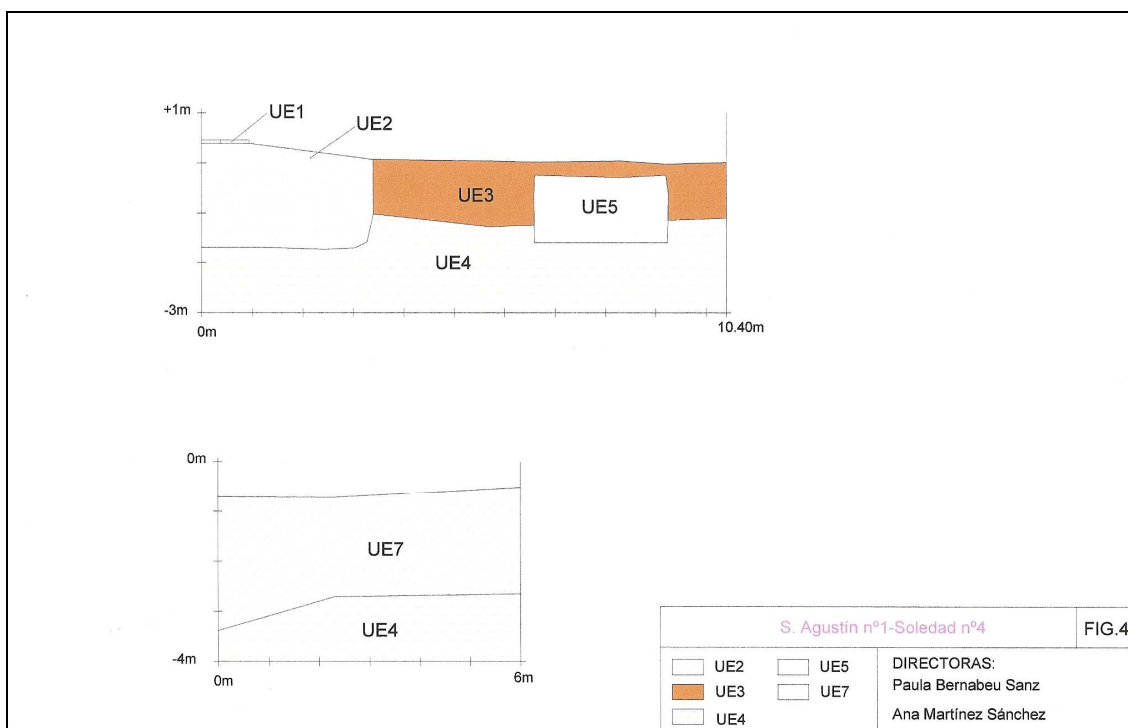 +1m
UE1
UE2
UE3
UE5
UE4
-3m
0m
10.40m
0m
UE7
UE4
-4m
0m
6m
S. Agustín nº1-Soledad nº4
FIG.4
UE2
UE5
UE3
UE7
UE4
DIRECTORAS:
Paula Bernabeu Sanz
Ana Martínez Sánchez